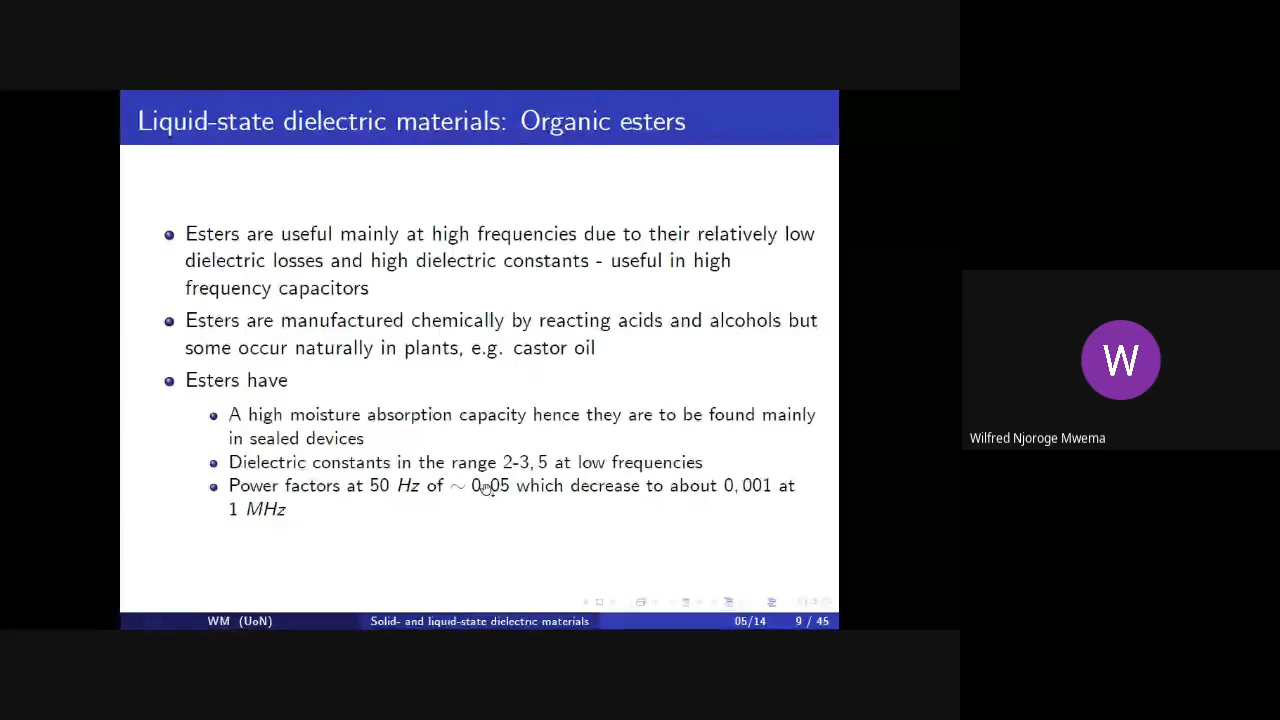 Liquid-state dielectric materials: Organic esters
Esters are useful mainly at high frequencies due to their relatively low
dielectric losses and high dielectric constants - useful in high
frequency capacitors
Esters are manufactured chemically by reacting acids and alcohols but
some occur naturally in plants, e.g. castor oil
Esters have
A high moisture absorption capacity hence they are to be found mainly
in sealed devices
Dielectric constants in the range 2-3, 5 at low frequencies
Power factors at 50 Hz of ~ 0,05 which decrease to about 0, 001 at
1 MHz
WM (UoN) Solid- and liquid-state dielectric materials 05/14 9 / 45
W
Wilfred Njoroge Mwema